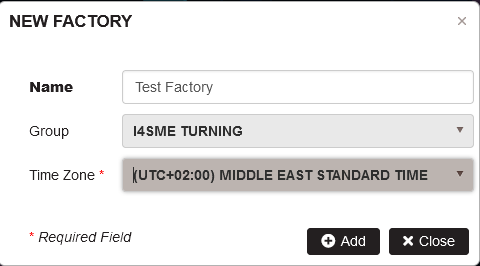 NEW FACTORY ×
Name Test Factory
Group I4SME TURNING
Time Zone * (UTC+02:00) MIDDLE EAST STANDARD TIME
* Required Field Add Close